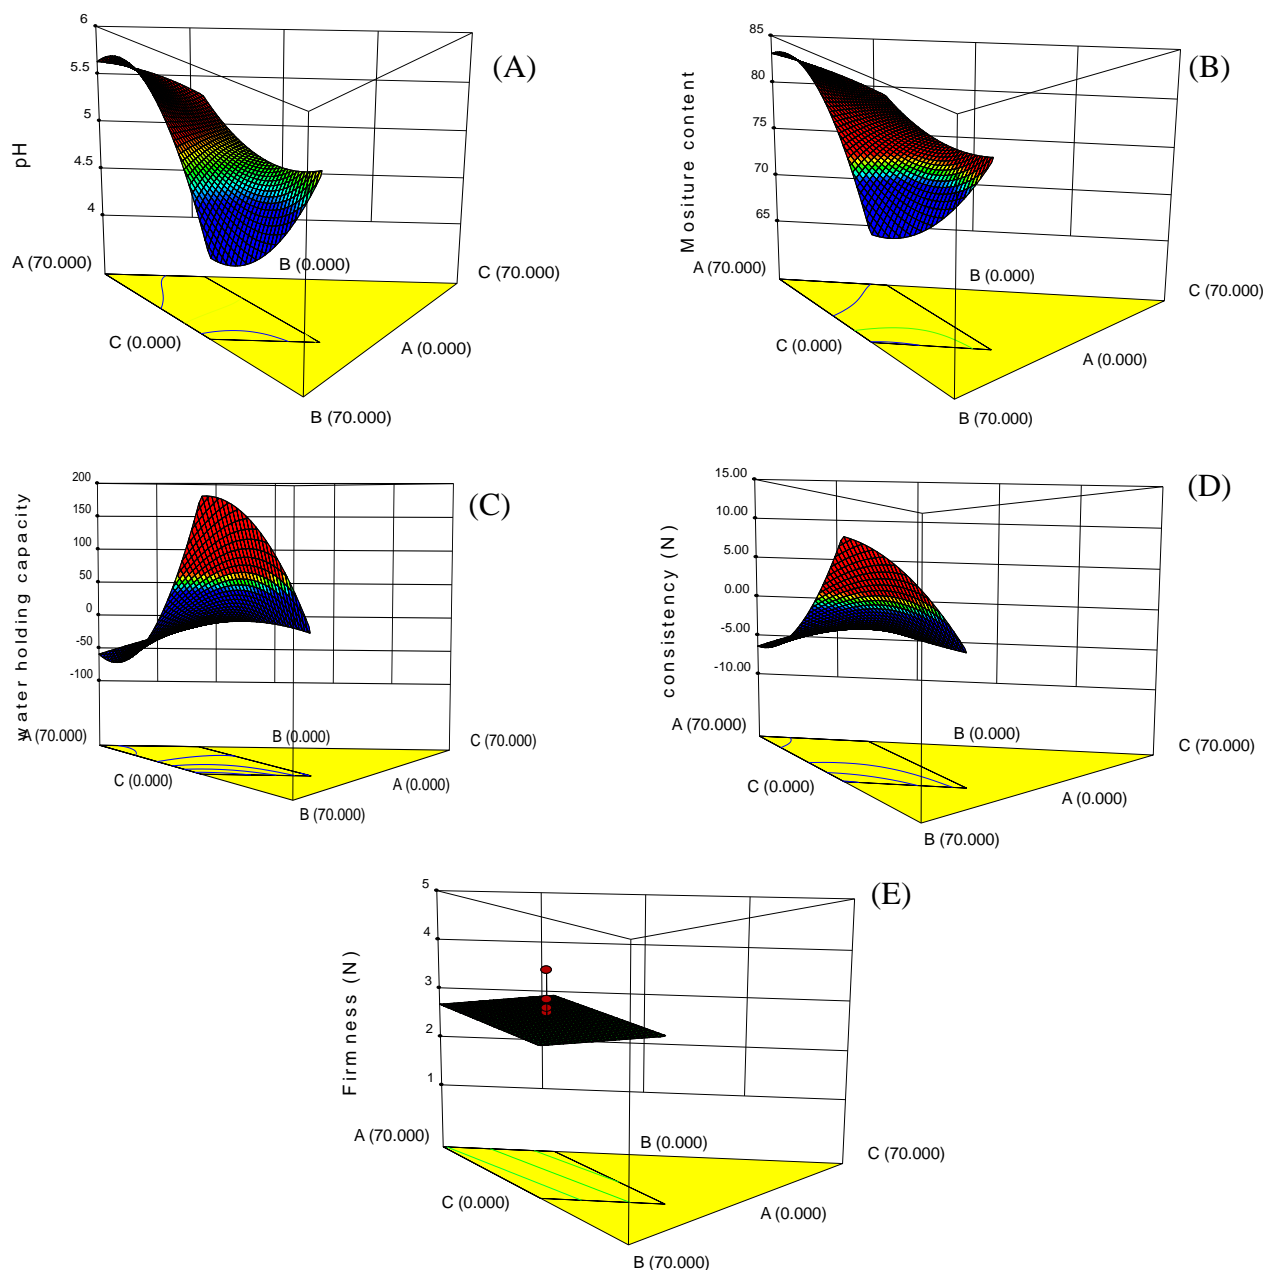 (A)
6
5.5
5
4.5
4
pH
A (70.000)
B (0.000)
C (70.000)
C (0.000)
A (0.000)
B (70.000)
(B)
85
80
75
70
65
Mositure content
A (70.000)
B (0.000)
C (70.000)
C (0.000)
A (0.000)
B (70.000)
(C)
200
150
100
50
0
-50
-100
water holding capacity
A (70.000)
B (0.000)
C (70.000)
C (0.000)
A (0.000)
B (70.000)
(D)
15.00
10.00
5.00
0.00
-5.00
-10.00
consistency (N)
A (70.000)
B (0.000)
C (70.000)
C (0.000)
A (0.000)
B (70.000)
(E)
5
4
3
2
1
Firmness (N)
A (70.000)
B (0.000)
C (70.000)
C (0.000)
A (0.000)
B (70.000)